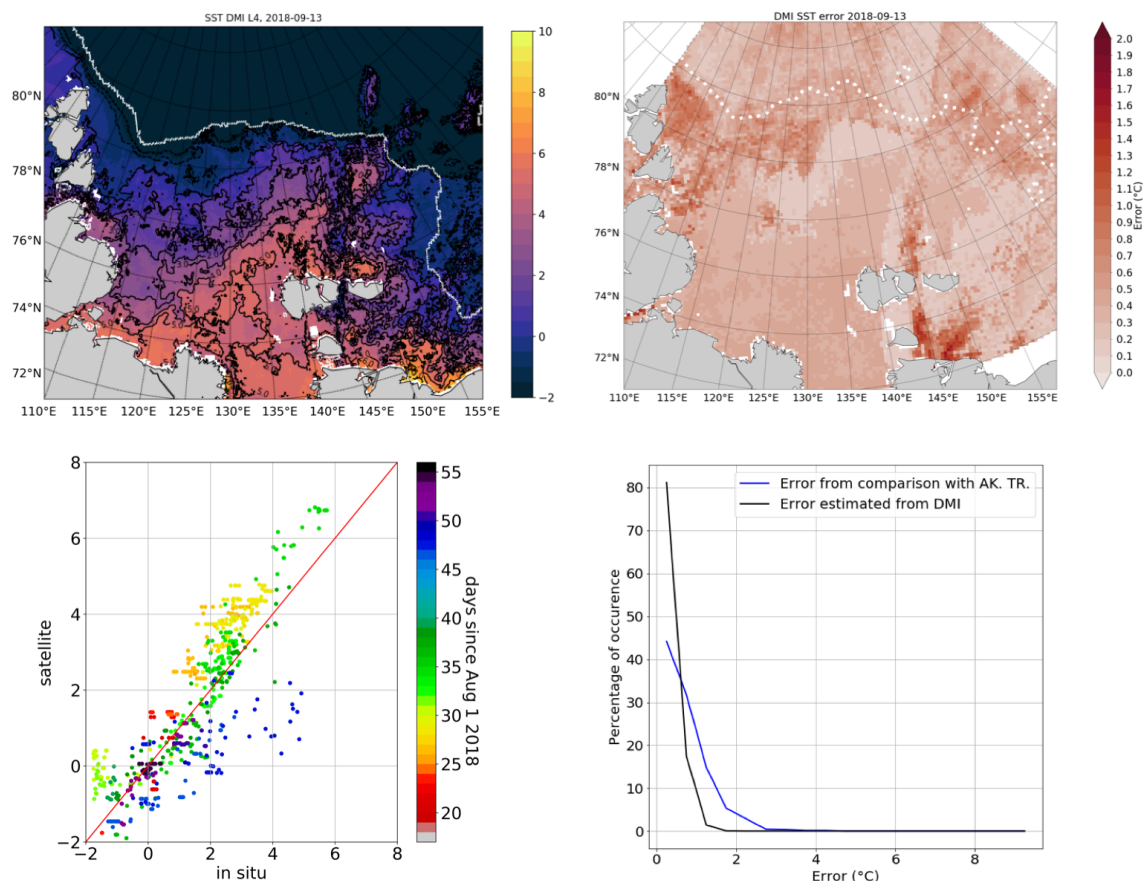 SST DMI L4, 2018-09-13
80°N
78°N
76°N
74°N
72°N
110°E 115°E 120°E 125°E 130°E 135°E 140°E 145°E 150°E 155°E
10
8
6
4
2
0
−2
DMI SST error 2018-09-13
80°N
78°N
76°N
74°N
72°N
110°E 115°E 120°E 125°E 130°E 135°E 140°E 145°E 150°E 155°E
2.0
1.9
1.8
1.7
1.6
1.5
1.4
1.3
1.2
1.1
1.0
0.9
0.8
0.7
0.6
0.5
0.4
0.3
0.2
0.1
0.0
Error (°C)
8
6
4
2
0
−2
satellite
−2 0 2 4 6 8
in situ
55
50
45
40
35
30
25
20
days since Aug 1 2018
Error from comparison with AK. TR.
Error estimated from DMI
80
70
60
50
40
30
20
10
0
Percentage of occurence
0 2 4 6 8
Error (°C)